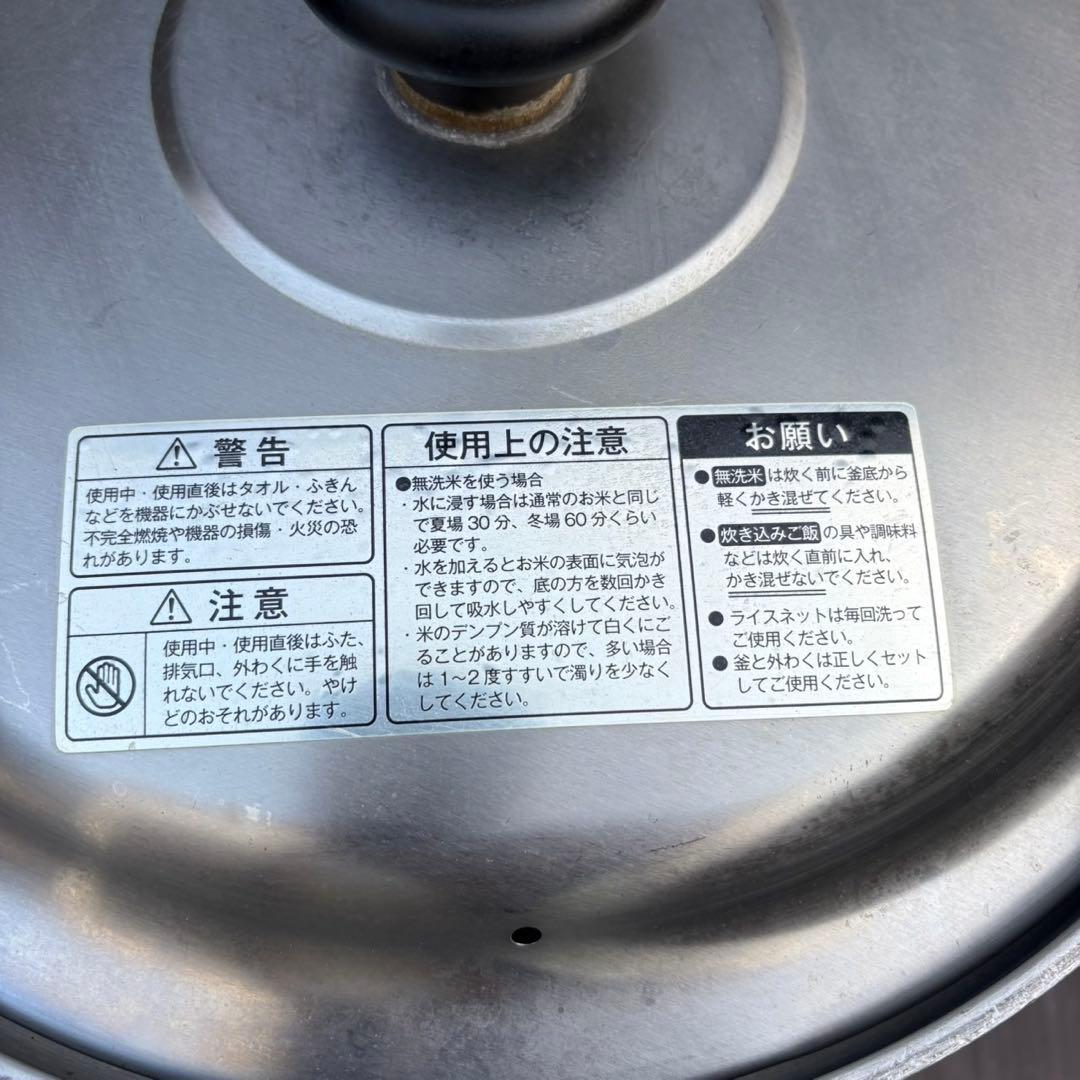 ⚠ 警告
使用中・使用直後はタオル・ふきん
などを機器にかぶせないでください。
不完全燃焼や機器の損傷・火災の恐
れがあります。
⚠ 注意
使用中・使用直後はふた、
排気口、外わくに手を触
れないでください。やけ
どのおそれがあります。
使用上の注意
●無洗米を使う場合
・水に浸す場合は通常のお米と同じ
で夏場30分、冬場60分くらい
必要です。
・水を加えるとお米の表面に気泡が
できますので、底の方を数回かき
回して吸水しやすくしてください。
・米のデンプン質が溶けて白くにご
ることがありますので、多い場合
は1~2度すすいで濁りを少なく
してください。
お願い
●無洗米は炊く前に釜底から
軽くかき混ぜてください。
●炊き込みご飯の具や調味料
などは炊く直前に入れ、
かき混ぜないでください。
●ライスネットは毎回洗って
ご使用ください。
●釜と外わくは正しくセット
してご使用ください。